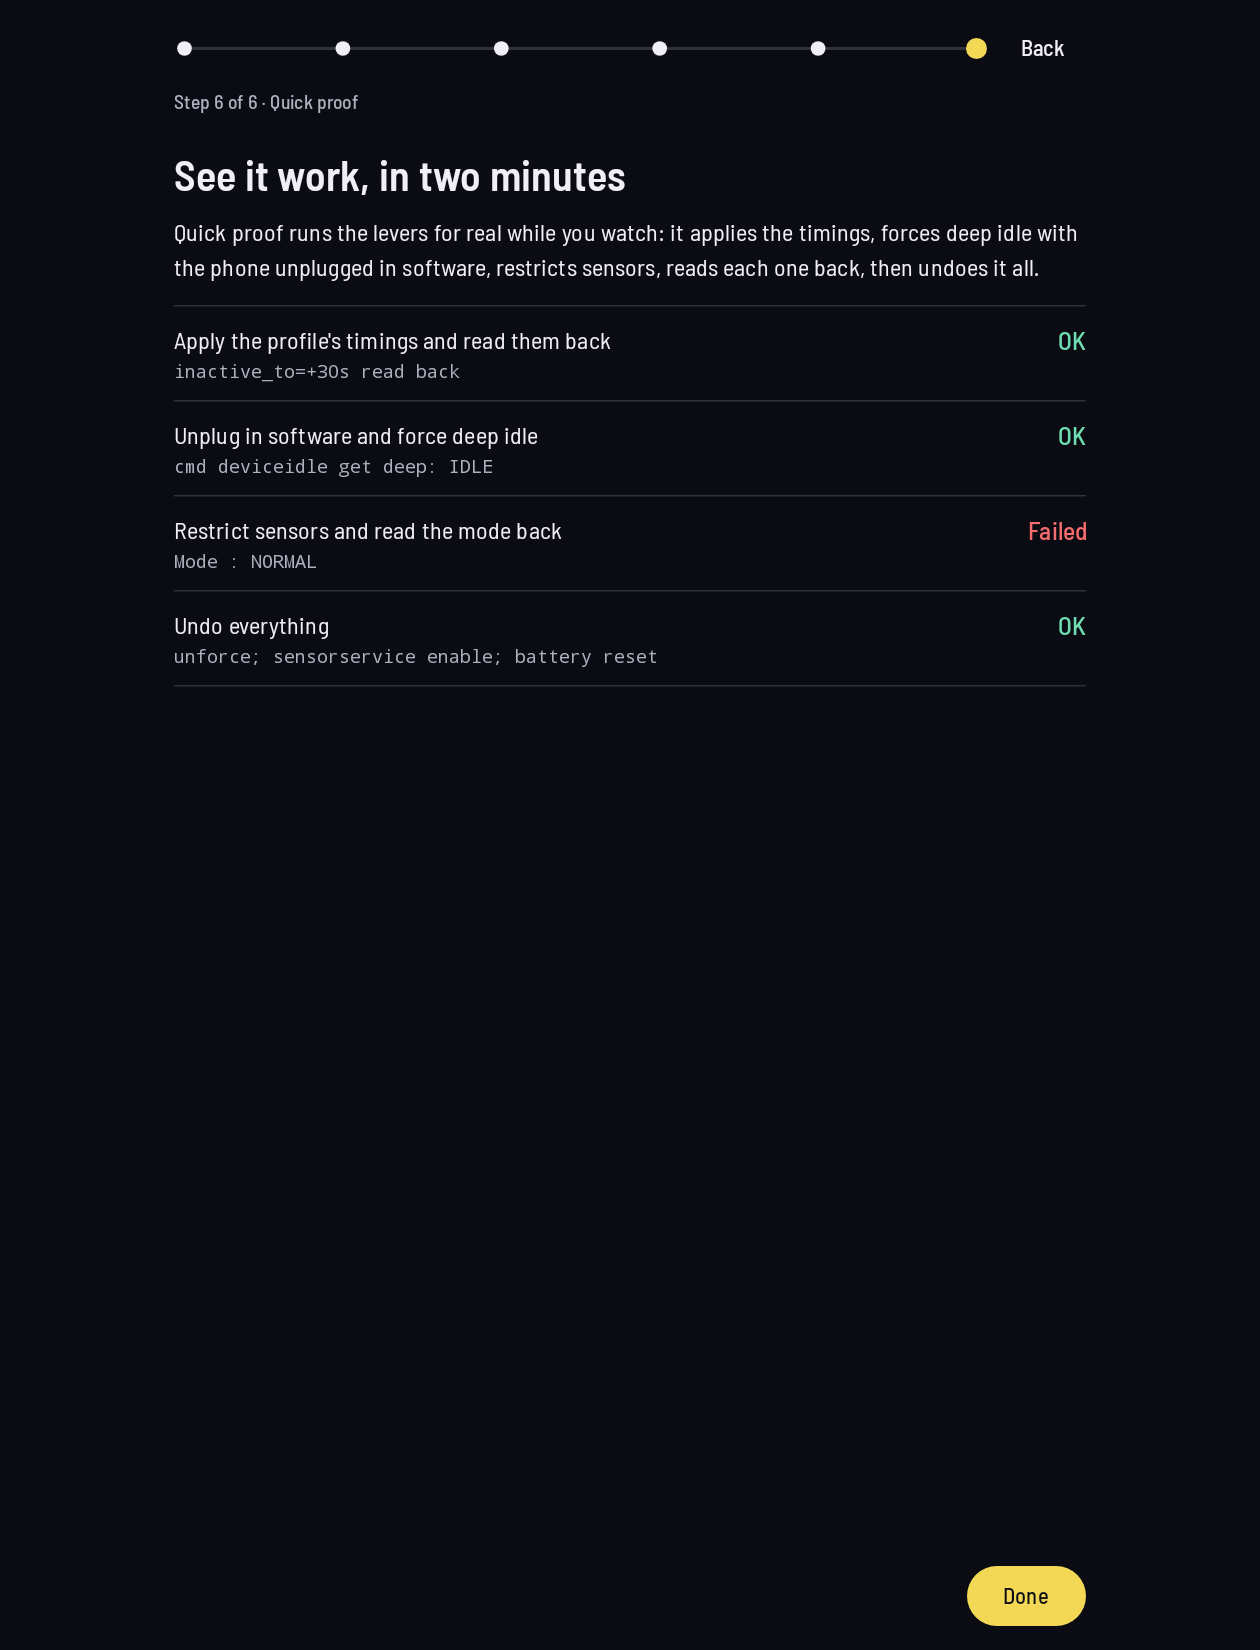 Back
Step 6 of 6 · Quick proof
See it work, in two minutes
Quick proof runs the levers for real while you watch: it applies the timings, forces deep idle with
the phone unplugged in software, restricts sensors, reads each one back, then undoes it all.
Apply the profile's timings and read them back OK
inactive_to=+30s read back
Unplug in software and force deep idle OK
cmd deviceidle get deep: IDLE
Restrict sensors and read the mode back Failed
Mode : NORMAL
Undo everything OK
unforce; sensorservice enable; battery reset
Done